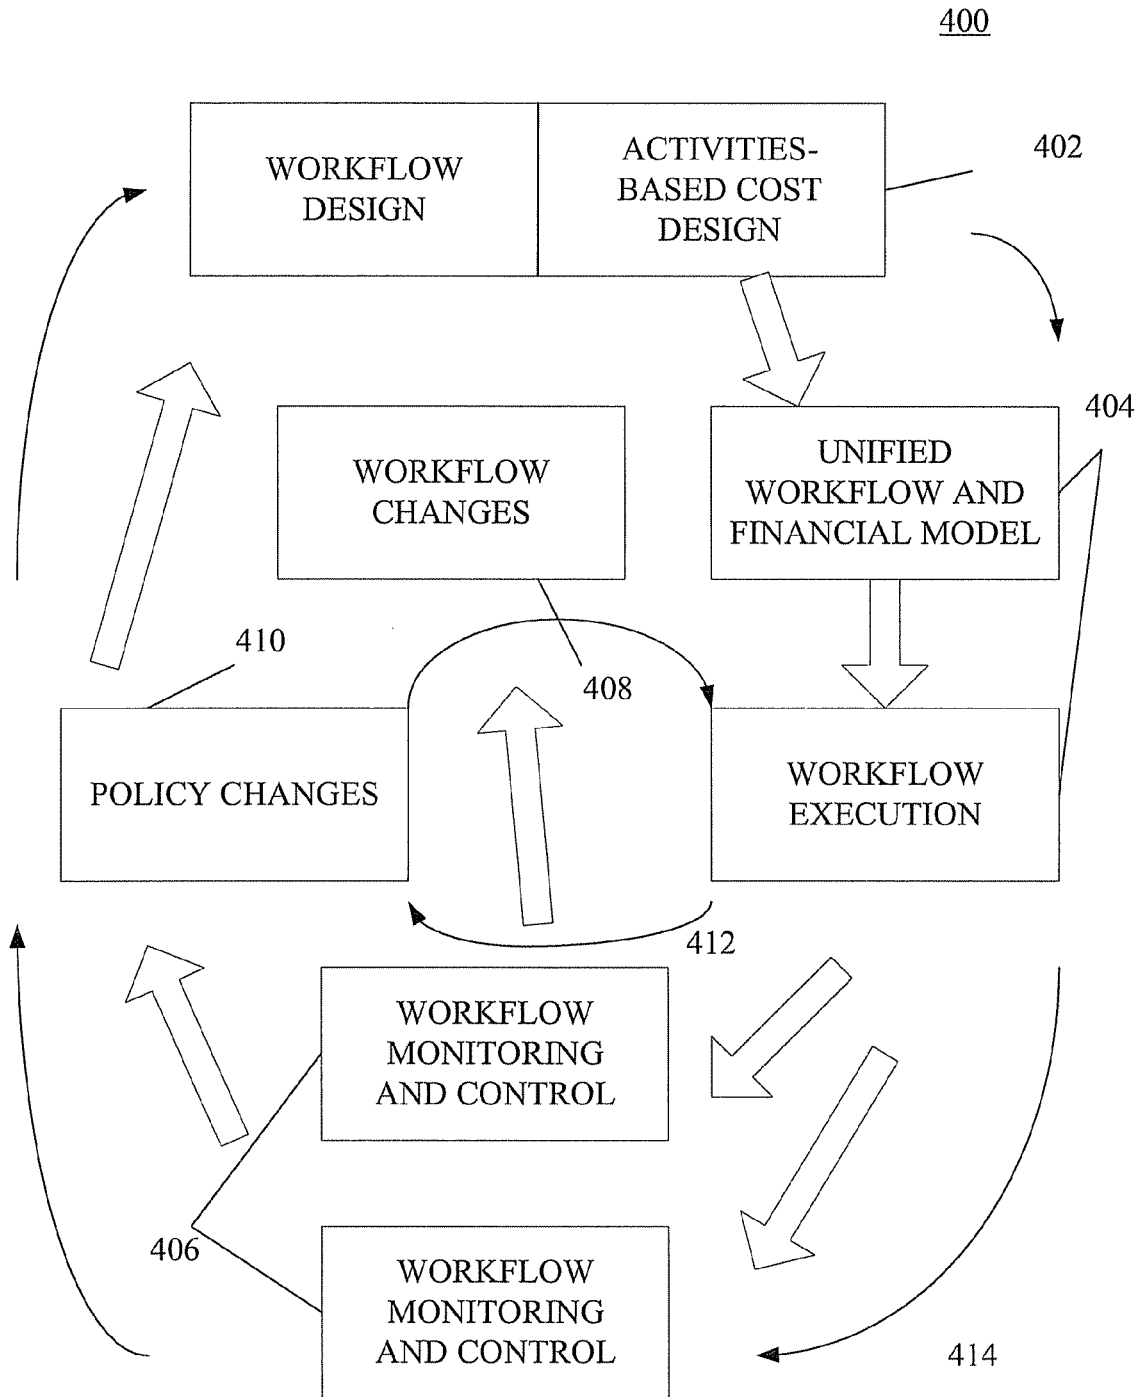 400
WORKFLOW
DESIGN
ACTIVITIES-
BASED COST
DESIGN
402
404
WORKFLOW
CHANGES
UNIFIED
WORKFLOW AND
FINANCIAL MODEL
410
408
POLICY CHANGES
WORKFLOW
EXECUTION
412
WORKFLOW
MONITORING
AND CONTROL
406
WORKFLOW
MONITORING
AND CONTROL
414